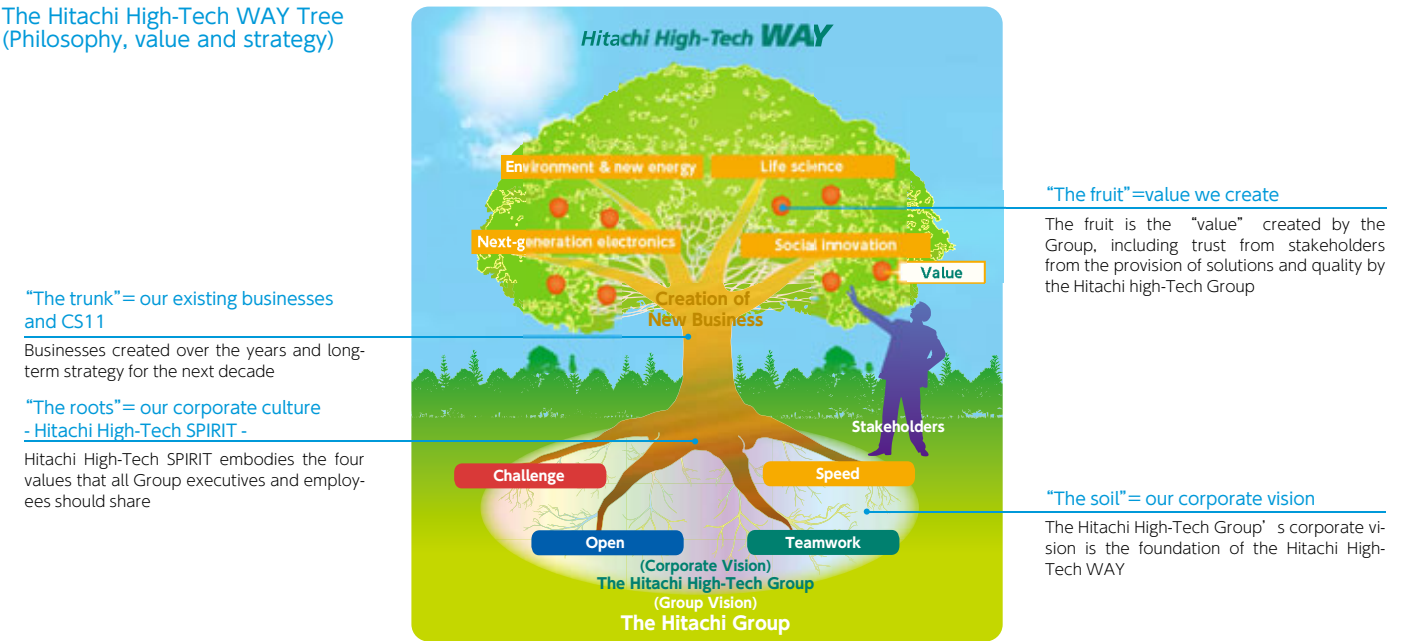 The Hitachi High-Tech WAY Tree
(Philosophy, value and strategy)
Hitachi High-Tech WAY
Environment & new energy
Life science
Next-generation electronics
Social innovation
Value
Creation of
New Business
Stakeholders
Challenge
Speed
Open
Teamwork
(Corporate Vision)
The Hitachi High-Tech Group
(Group Vision)
The Hitachi Group
“The trunk”= our existing businesses
and CS11
Businesses created over the years and long-
term strategy for the next decade
“The roots”= our corporate culture
- Hitachi High-Tech SPIRIT -
Hitachi High-Tech SPIRIT embodies the four
values that all Group executives and employ-
ees should share
“The fruit”=value we create
The fruit is the “value” created by the
Group, including trust from stakeholders
from the provision of solutions and quality by
the Hitachi high-Tech Group
“The soil”= our corporate vision
The Hitachi High-Tech Group’ s corporate vi-
sion is the foundation of the Hitachi High-
Tech WAY